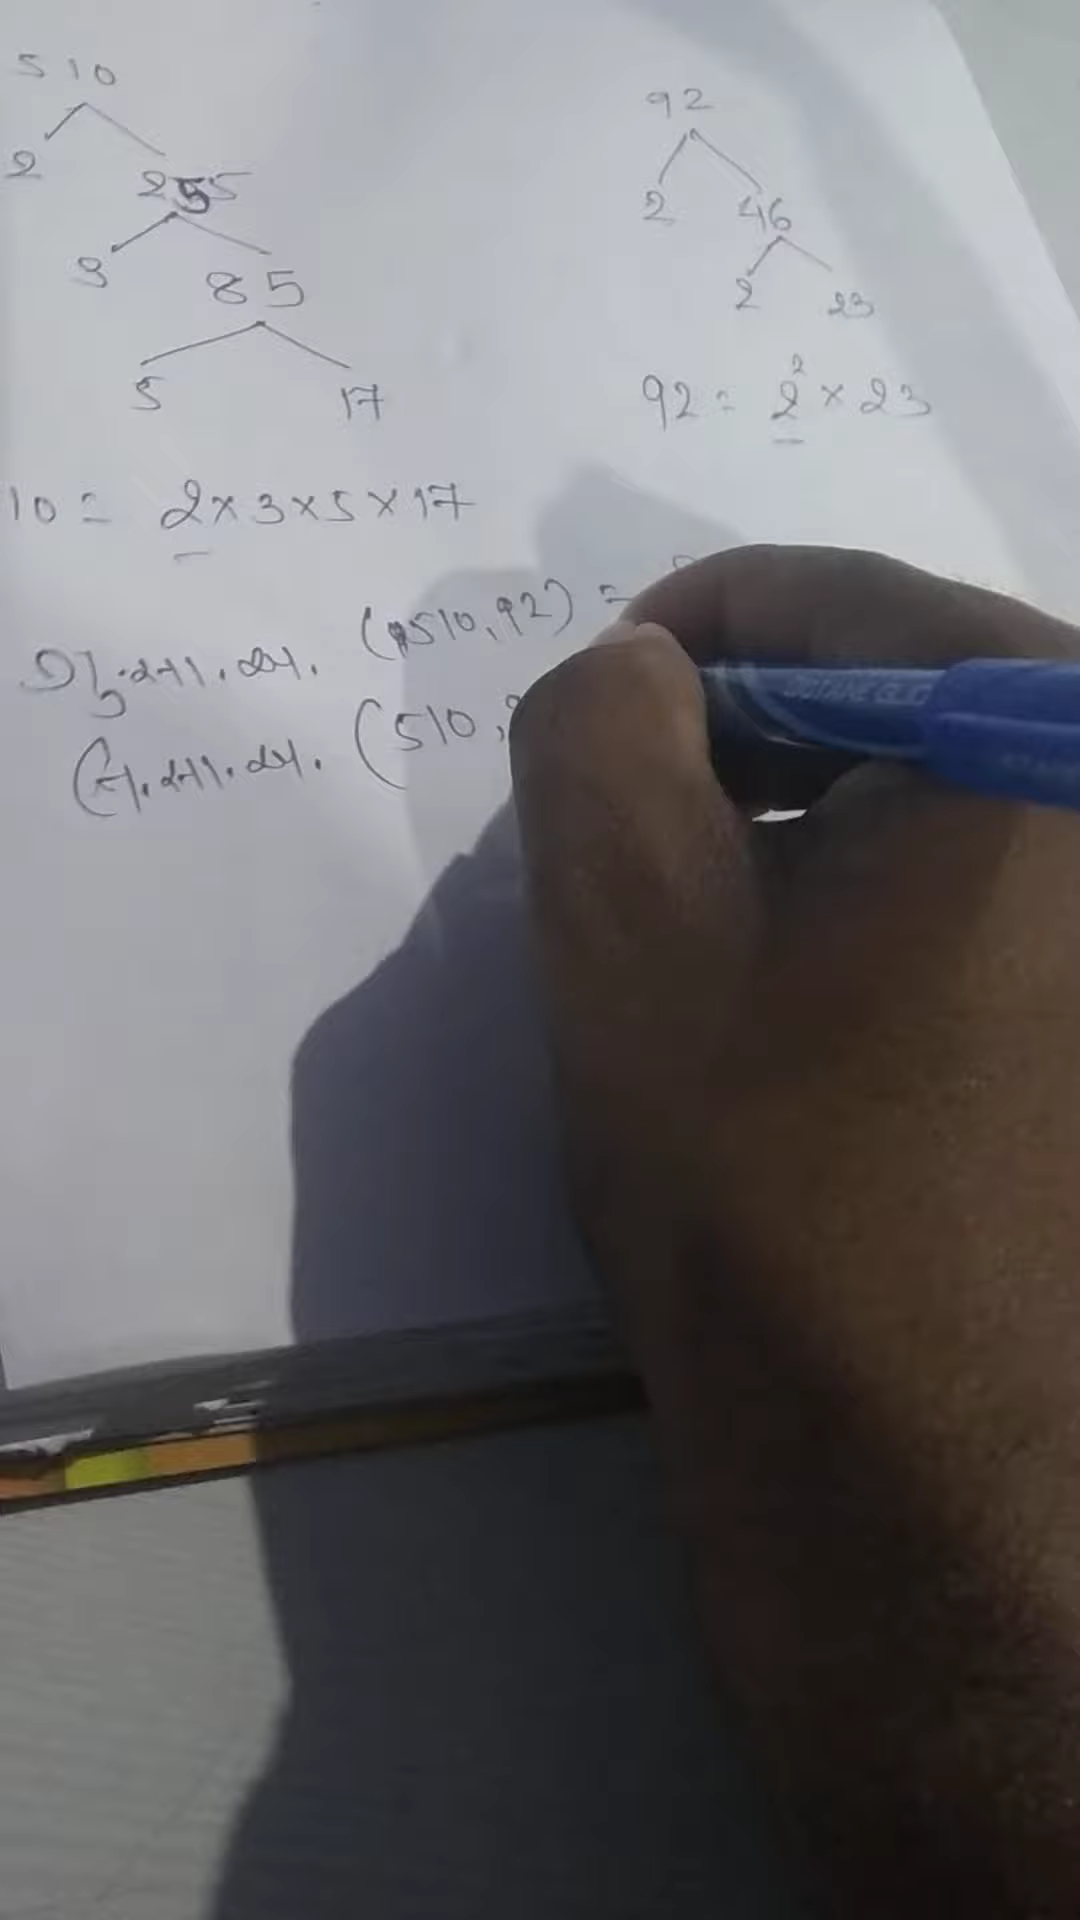 510
2 255
3 85
5 17
92
2 46
2 23
92 = 2² × 23
10 = 2×3×5×17
ગુ.સા.અ. (510,92) =
લ.સા.અ. (510,9